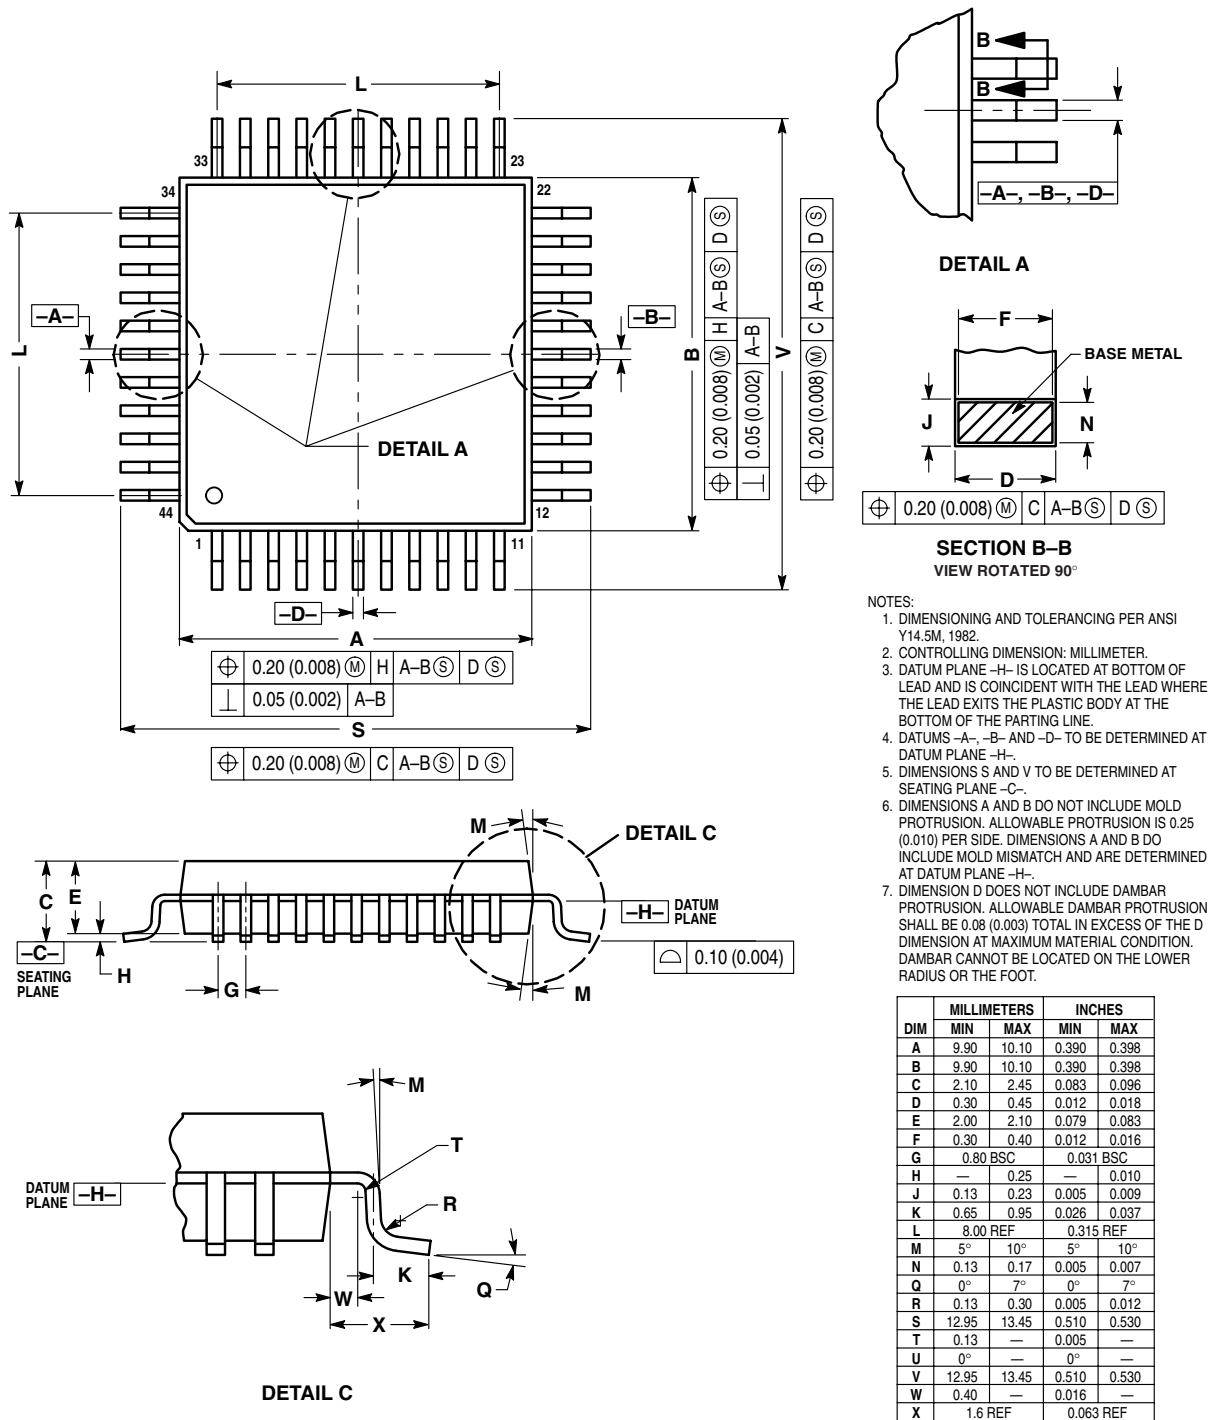 L
33
23
34
22
–A–
–B–
L
B
V
DETAIL A
44
12
1
11
–D–
A
0.20 (0.008) Ⓜ H A–B Ⓢ D Ⓢ
0.05 (0.002) A–B
S
0.20 (0.008) Ⓜ C A–B Ⓢ D Ⓢ
0.20 (0.008) Ⓜ H A–B Ⓢ D Ⓢ
0.05 (0.002) A–B
0.20 (0.008) Ⓜ C A–B Ⓢ D Ⓢ
B
B
–A–, –B–, –D–
DETAIL A
F
BASE METAL
J
N
D
0.20 (0.008) Ⓜ C A–B Ⓢ D Ⓢ
SECTION B–B
VIEW ROTATED 90°
M
DETAIL C
C
E
–H– DATUM
PLANE
–C–
SEATING
PLANE
H
G
M
0.10 (0.004)
M
T
DATUM
PLANE –H–
R
K
W
Q
X
DETAIL C
NOTES:
1. DIMENSIONING AND TOLERANCING PER ANSI
Y14.5M, 1982.
2. CONTROLLING DIMENSION: MILLIMETER.
3. DATUM PLANE –H– IS LOCATED AT BOTTOM OF
LEAD AND IS COINCIDENT WITH THE LEAD WHERE
THE LEAD EXITS THE PLASTIC BODY AT THE
BOTTOM OF THE PARTING LINE.
4. DATUMS –A–, –B– AND –D– TO BE DETERMINED AT
DATUM PLANE –H–.
5. DIMENSIONS S AND V TO BE DETERMINED AT
SEATING PLANE –C–.
6. DIMENSIONS A AND B DO NOT INCLUDE MOLD
PROTRUSION. ALLOWABLE PROTRUSION IS 0.25
(0.010) PER SIDE. DIMENSIONS A AND B DO
INCLUDE MOLD MISMATCH AND ARE DETERMINED
AT DATUM PLANE –H–.
7. DIMENSION D DOES NOT INCLUDE DAMBAR
PROTRUSION. ALLOWABLE DAMBAR PROTRUSION
SHALL BE 0.08 (0.003) TOTAL IN EXCESS OF THE D
DIMENSION AT MAXIMUM MATERIAL CONDITION.
DAMBAR CANNOT BE LOCATED ON THE LOWER
RADIUS OR THE FOOT.
MILLIMETERS INCHES
DIM MIN MAX MIN MAX
A 9.90 10.10 0.390 0.398
B 9.90 10.10 0.390 0.398
C 2.10 2.45 0.083 0.096
D 0.30 0.45 0.012 0.018
E 2.00 2.10 0.079 0.083
F 0.30 0.40 0.012 0.016
G 0.80 BSC 0.031 BSC
H — 0.25 — 0.010
J 0.13 0.23 0.005 0.009
K 0.65 0.95 0.026 0.037
L 8.00 REF 0.315 REF
M 5° 10° 5° 10°
N 0.13 0.17 0.005 0.007
Q 0° 7° 0° 7°
R 0.13 0.30 0.005 0.012
S 12.95 13.45 0.510 0.530
T 0.13 — 0.005 —
U 0° — 0° —
V 12.95 13.45 0.510 0.530
W 0.40 — 0.016 —
X 1.6 REF 0.063 REF